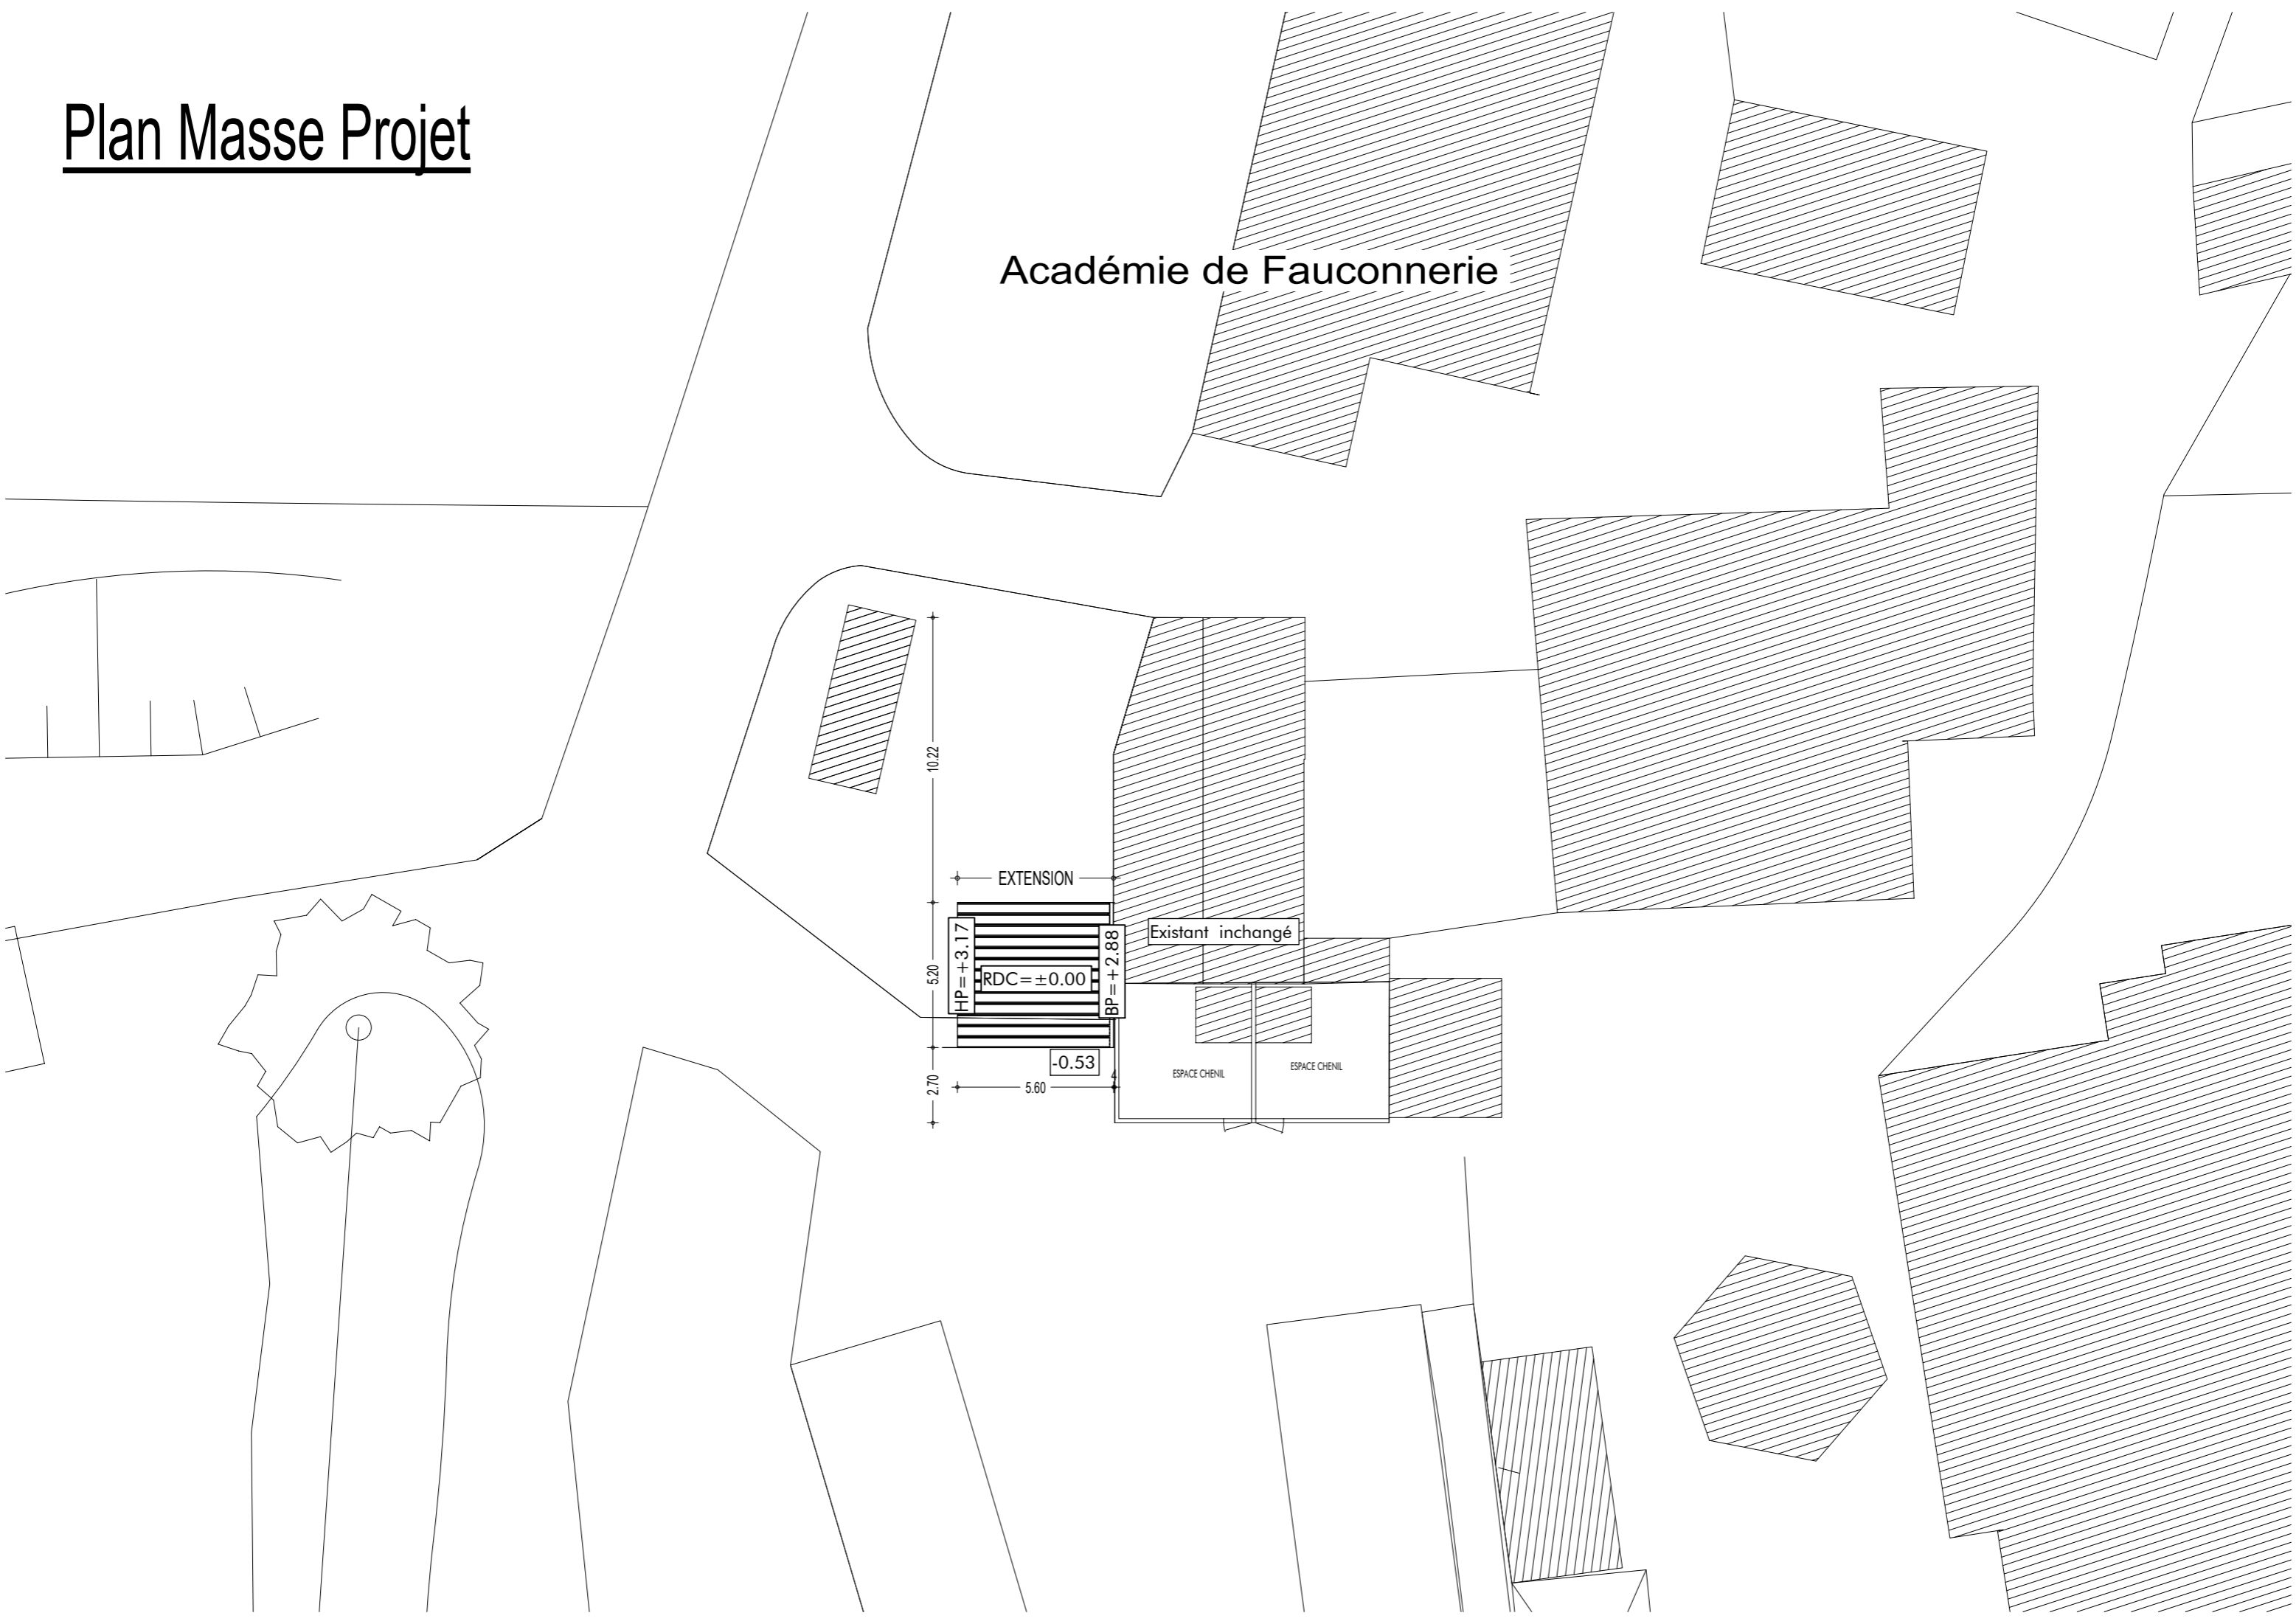 Plan Masse Projet
Académie de Fauconnerie
10.22
EXTENSION
Existant inchangé
HP=+3.17
BP=+2.88
5.20
RDC=±0.00
-0.53
4
ESPACE CHENIL
ESPACE CHENIL
2.70
5.60